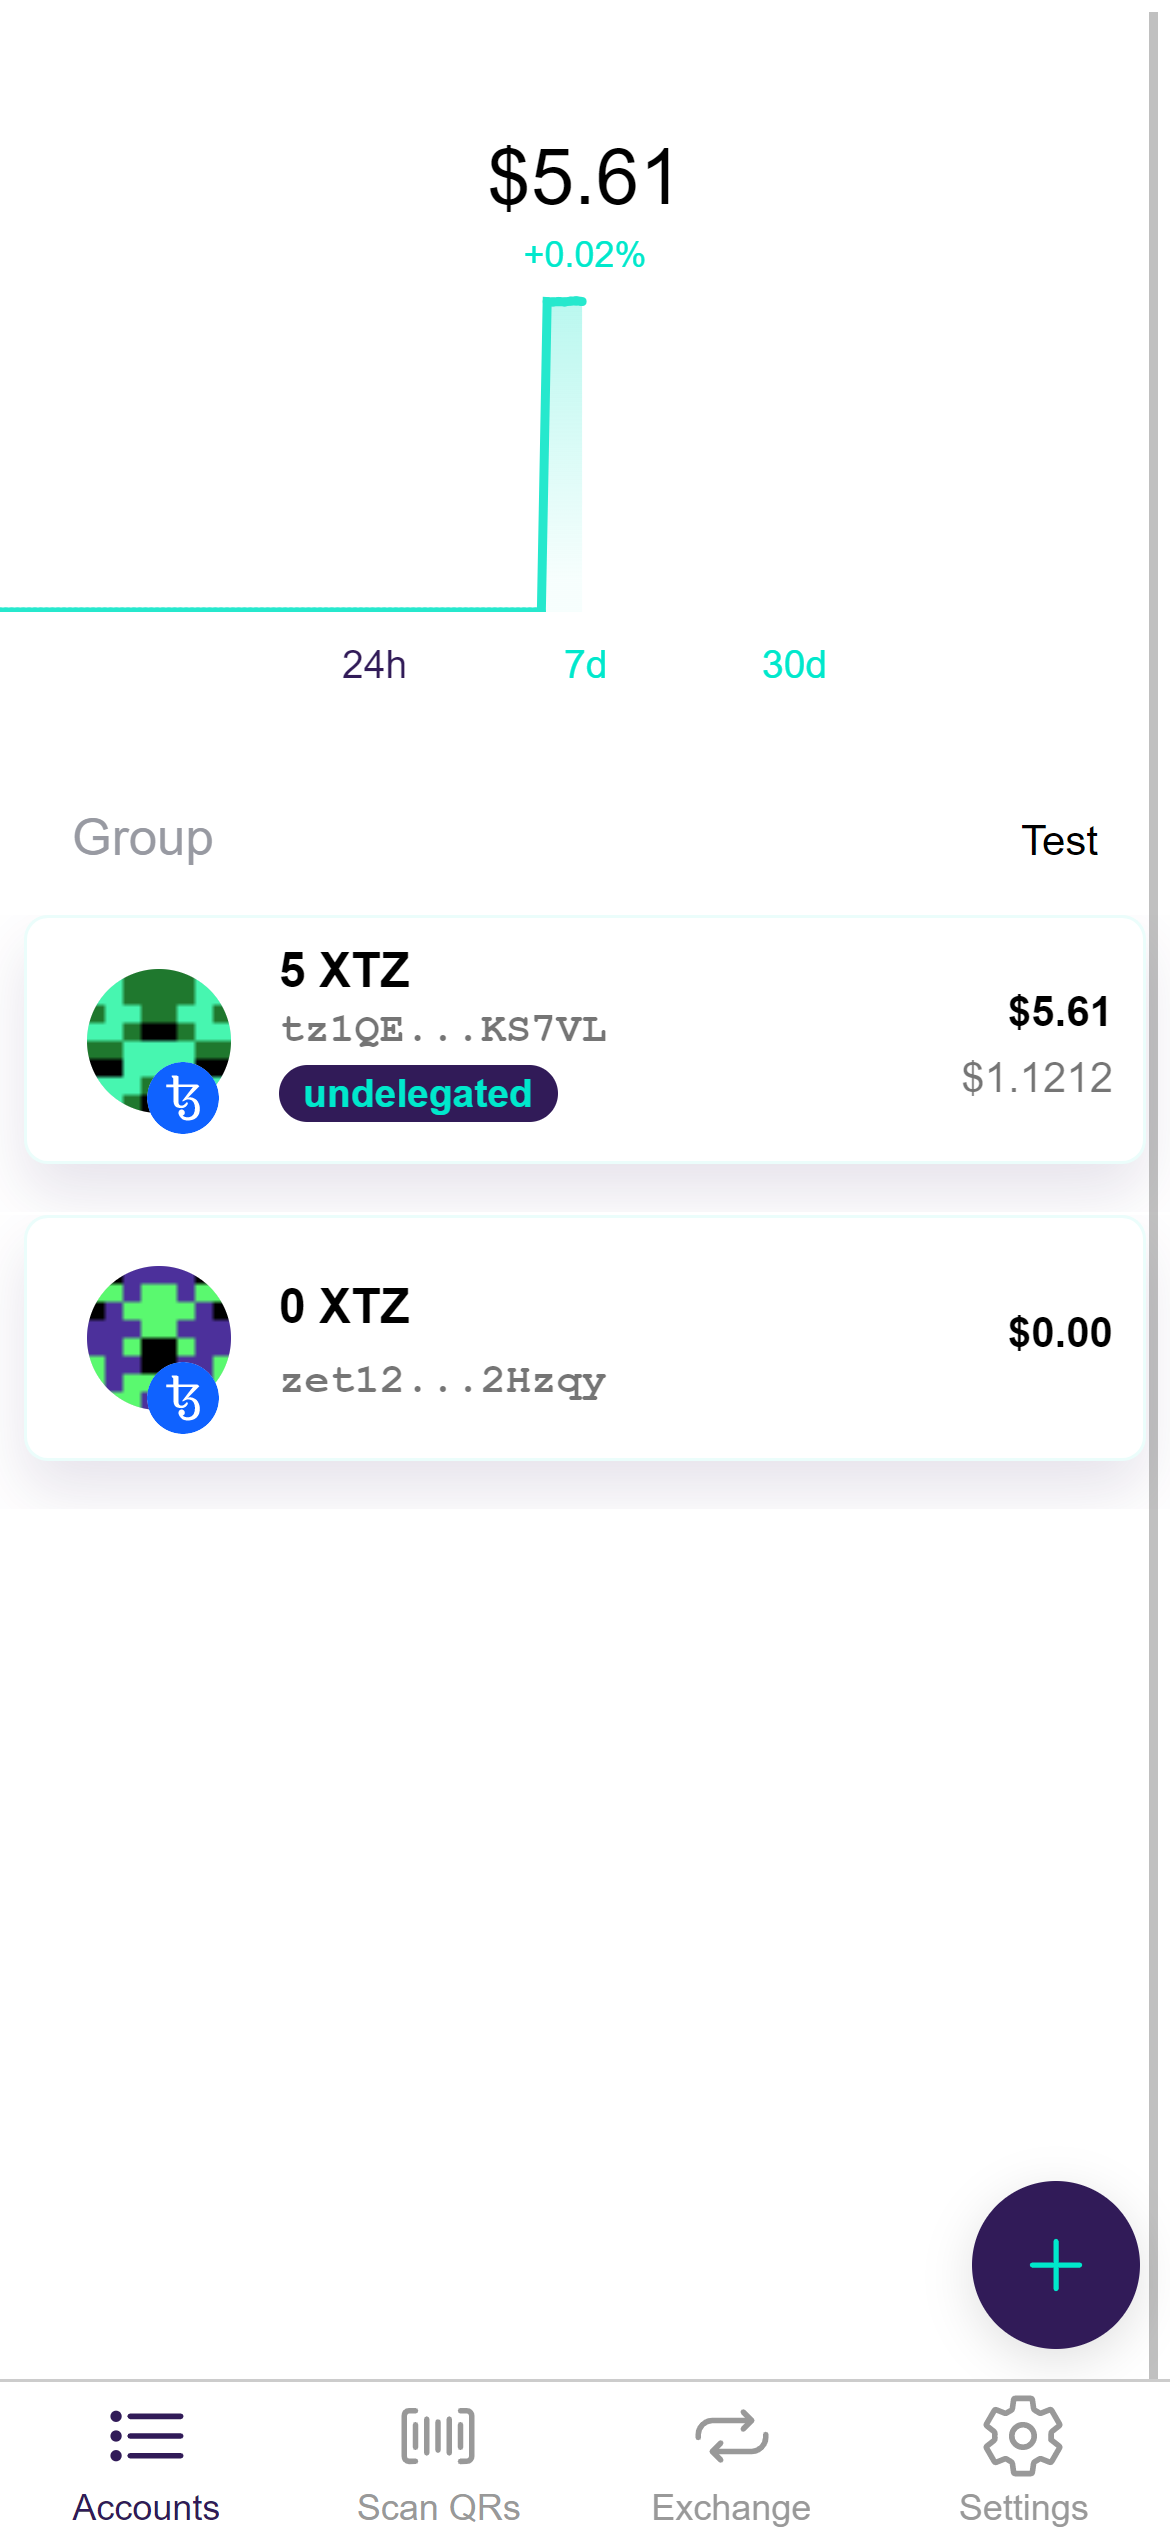 $5.61
+0.02%
24h 7d 30d
Group Test
5 XTZ
tz1QE...KS7VL
undelegated
$5.61
$1.1212
0 XTZ
zet12...2Hzqy
$0.00
Accounts Scan QRs Exchange Settings